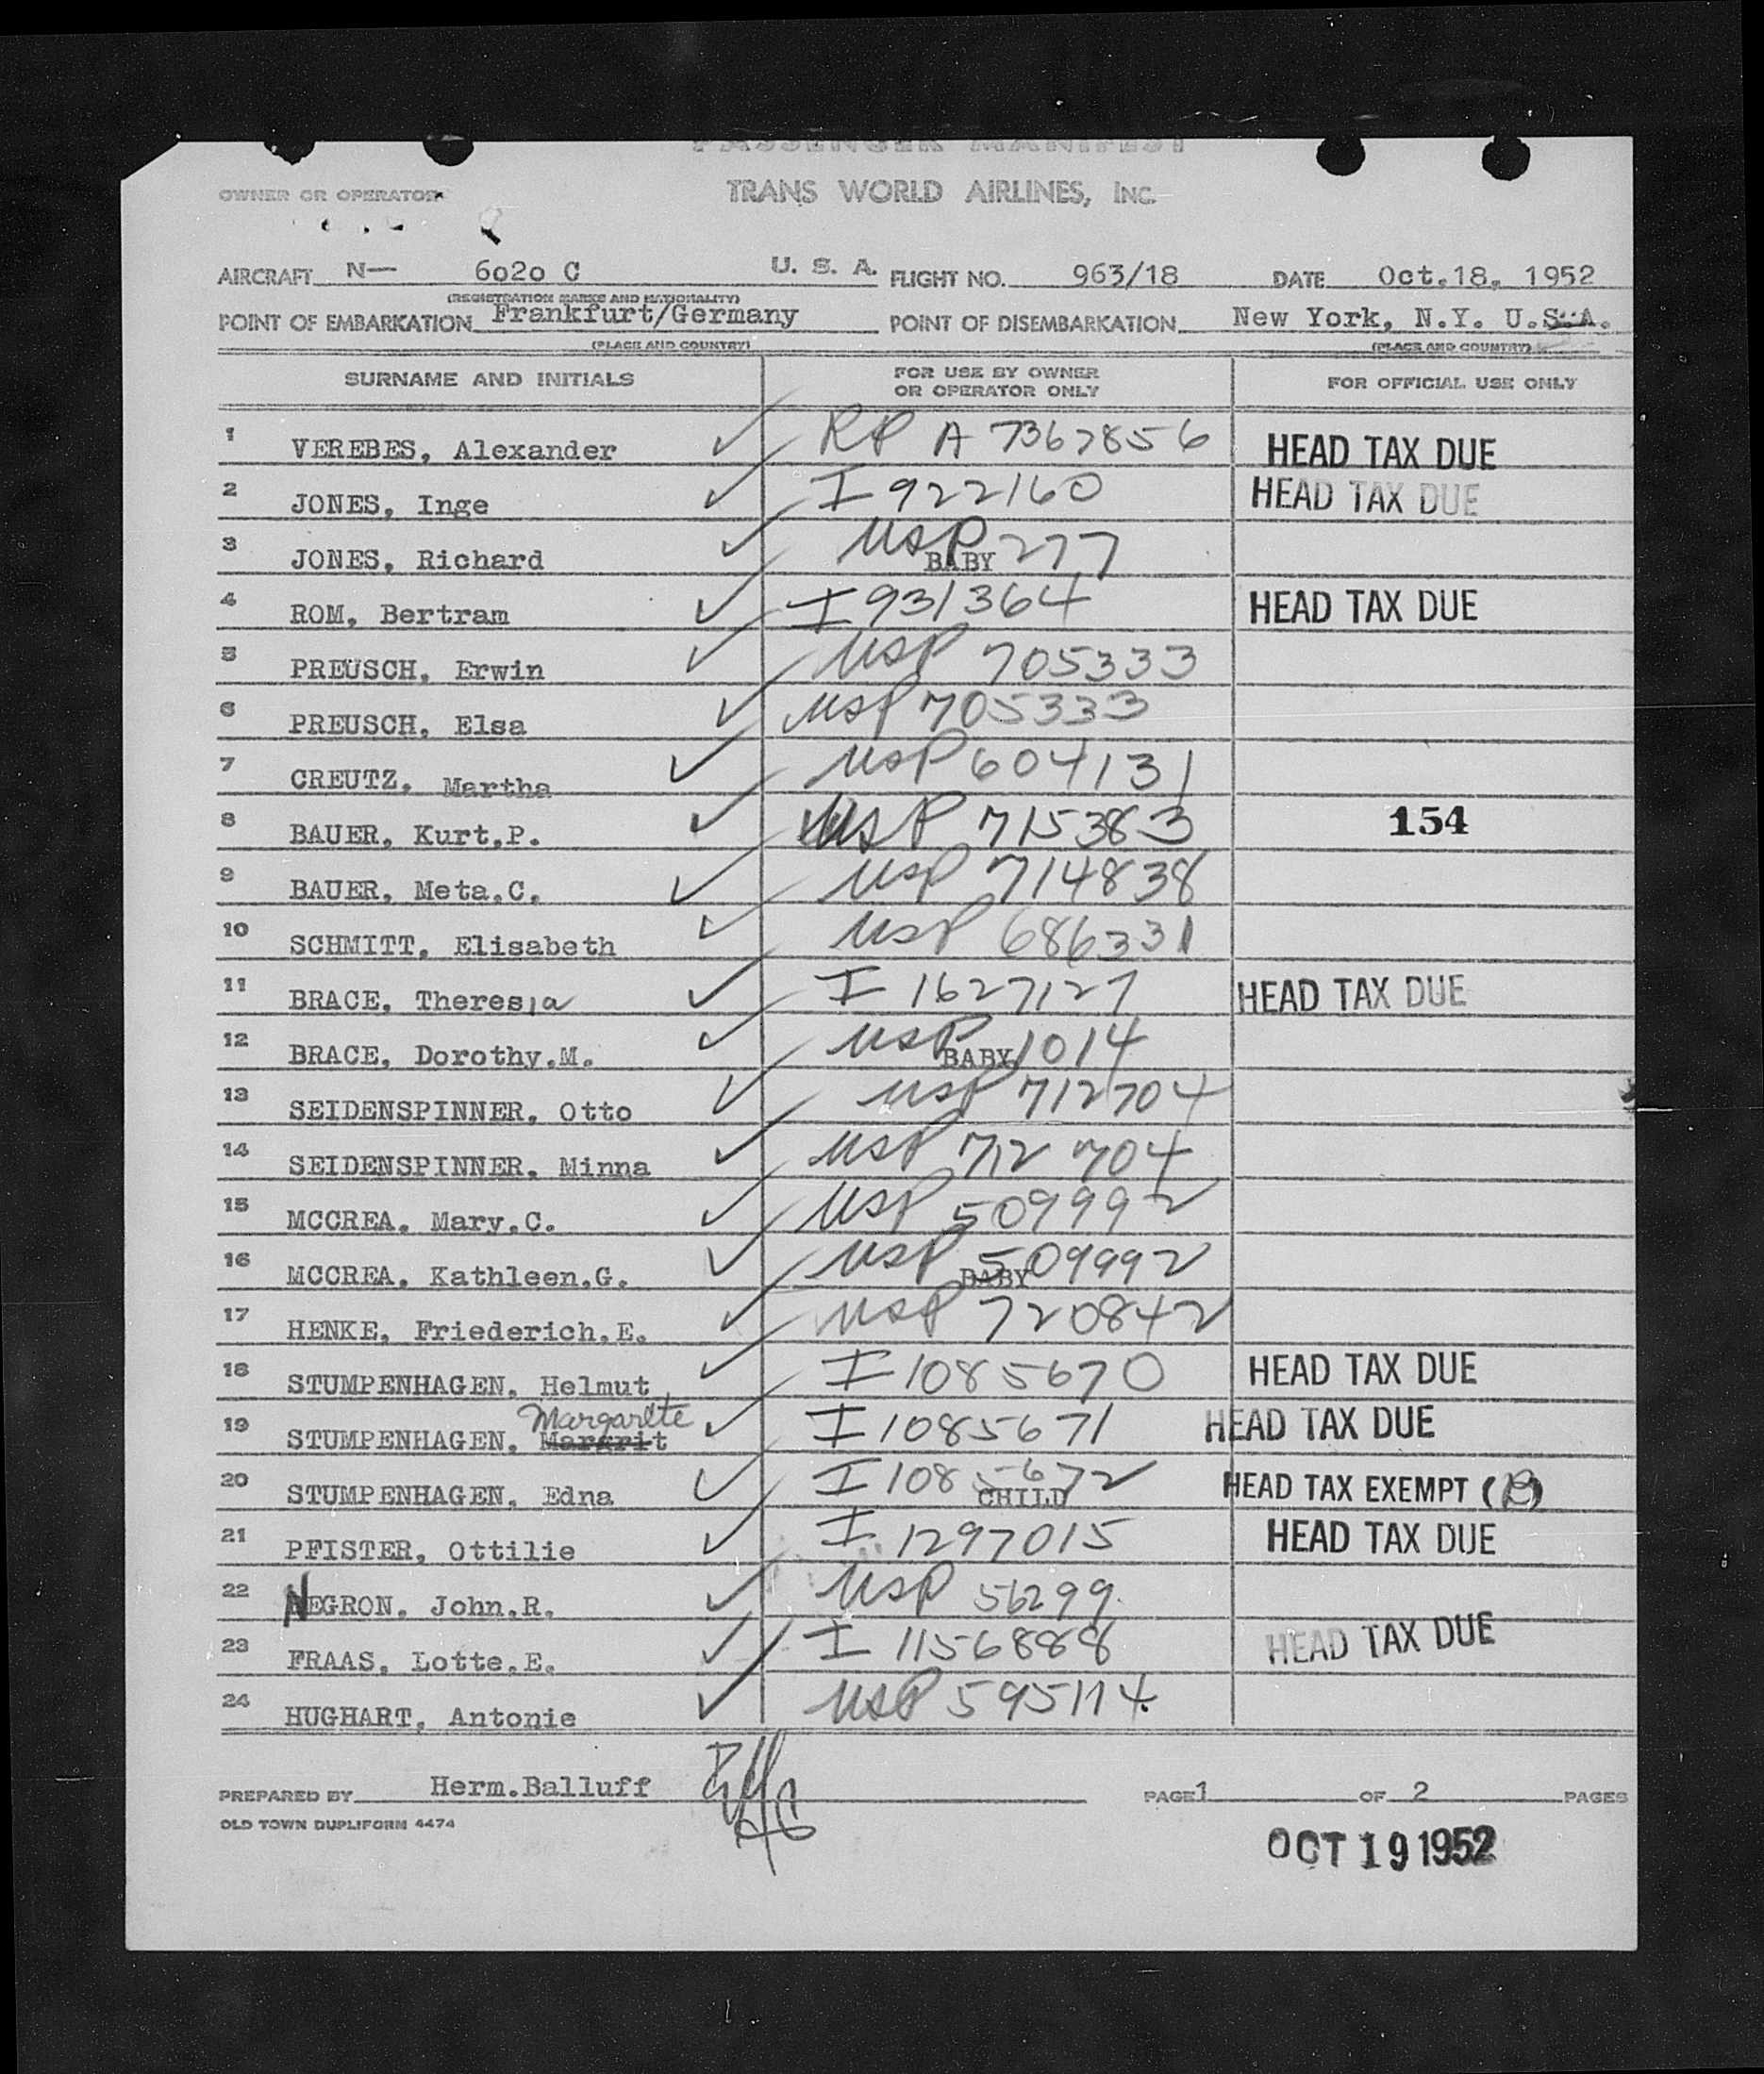 PASSENGER MANIFEST
OWNER OR OPERATOR TRANS WORLD AIRLINES, INC.
AIRCRAFT N— 6020 C U. S. A. FLIGHT NO. 963/18 DATE Oct.18, 1952
(REGISTRATION MARKS AND NATIONALITY)
POINT OF EMBARKATION Frankfurt/Germany POINT OF DISEMBARKATION New York, N.Y. U.S.A.
(PLACE AND COUNTRY) (PLACE AND COUNTRY)
SURNAME AND INITIALS FOR USE BY OWNER OR OPERATOR ONLY FOR OFFICIAL USE ONLY
1 VEREBES, Alexander RP A 7367856 HEAD TAX DUE
2 JONES, Inge I 922160 HEAD TAX DUE
3 JONES, Richard USP BABY 277
4 ROM, Bertram I 931364 HEAD TAX DUE
5 PREUSCH, Erwin USP 705333
6 PREUSCH, Elsa USP 705333
7 CREUTZ, Martha USP 604131
8 BAUER, Kurt.P. USP 715383 154
9 BAUER, Meta.C. USP 714838
10 SCHMITT, Elisabeth USP 686331
11 BRACE, Theresia I 1627127 HEAD TAX DUE
12 BRACE, Dorothy.M. USP BABY 1014
13 SEIDENSPINNER, Otto USP 712704
14 SEIDENSPINNER, Minna USP 712704
15 MCCREA, Mary.C. USP 509992
16 MCCREA, Kathleen.G. USP 509992 BABY
17 HENKE, Friederich.E. USP 720842
18 STUMPENHAGEN, Helmut I 1085670 HEAD TAX DUE
19 STUMPENHAGEN, Margrit Margarete I 1085671 HEAD TAX DUE
20 STUMPENHAGEN, Edna I 1085672 CHILD HEAD TAX EXEMPT (B)
21 PFISTER, Ottilie I 1297015 HEAD TAX DUE
22 NEGRON, John.R. USP 56299
23 FRAAS, Lotte.E. I 1156888 HEAD TAX DUE
24 HUGHART, Antonie USP 595114
PREPARED BY Herm.Balluff PAGE 1 OF 2 PAGES
OLD TOWN DUPLIFORM 4474
OCT 19 1952